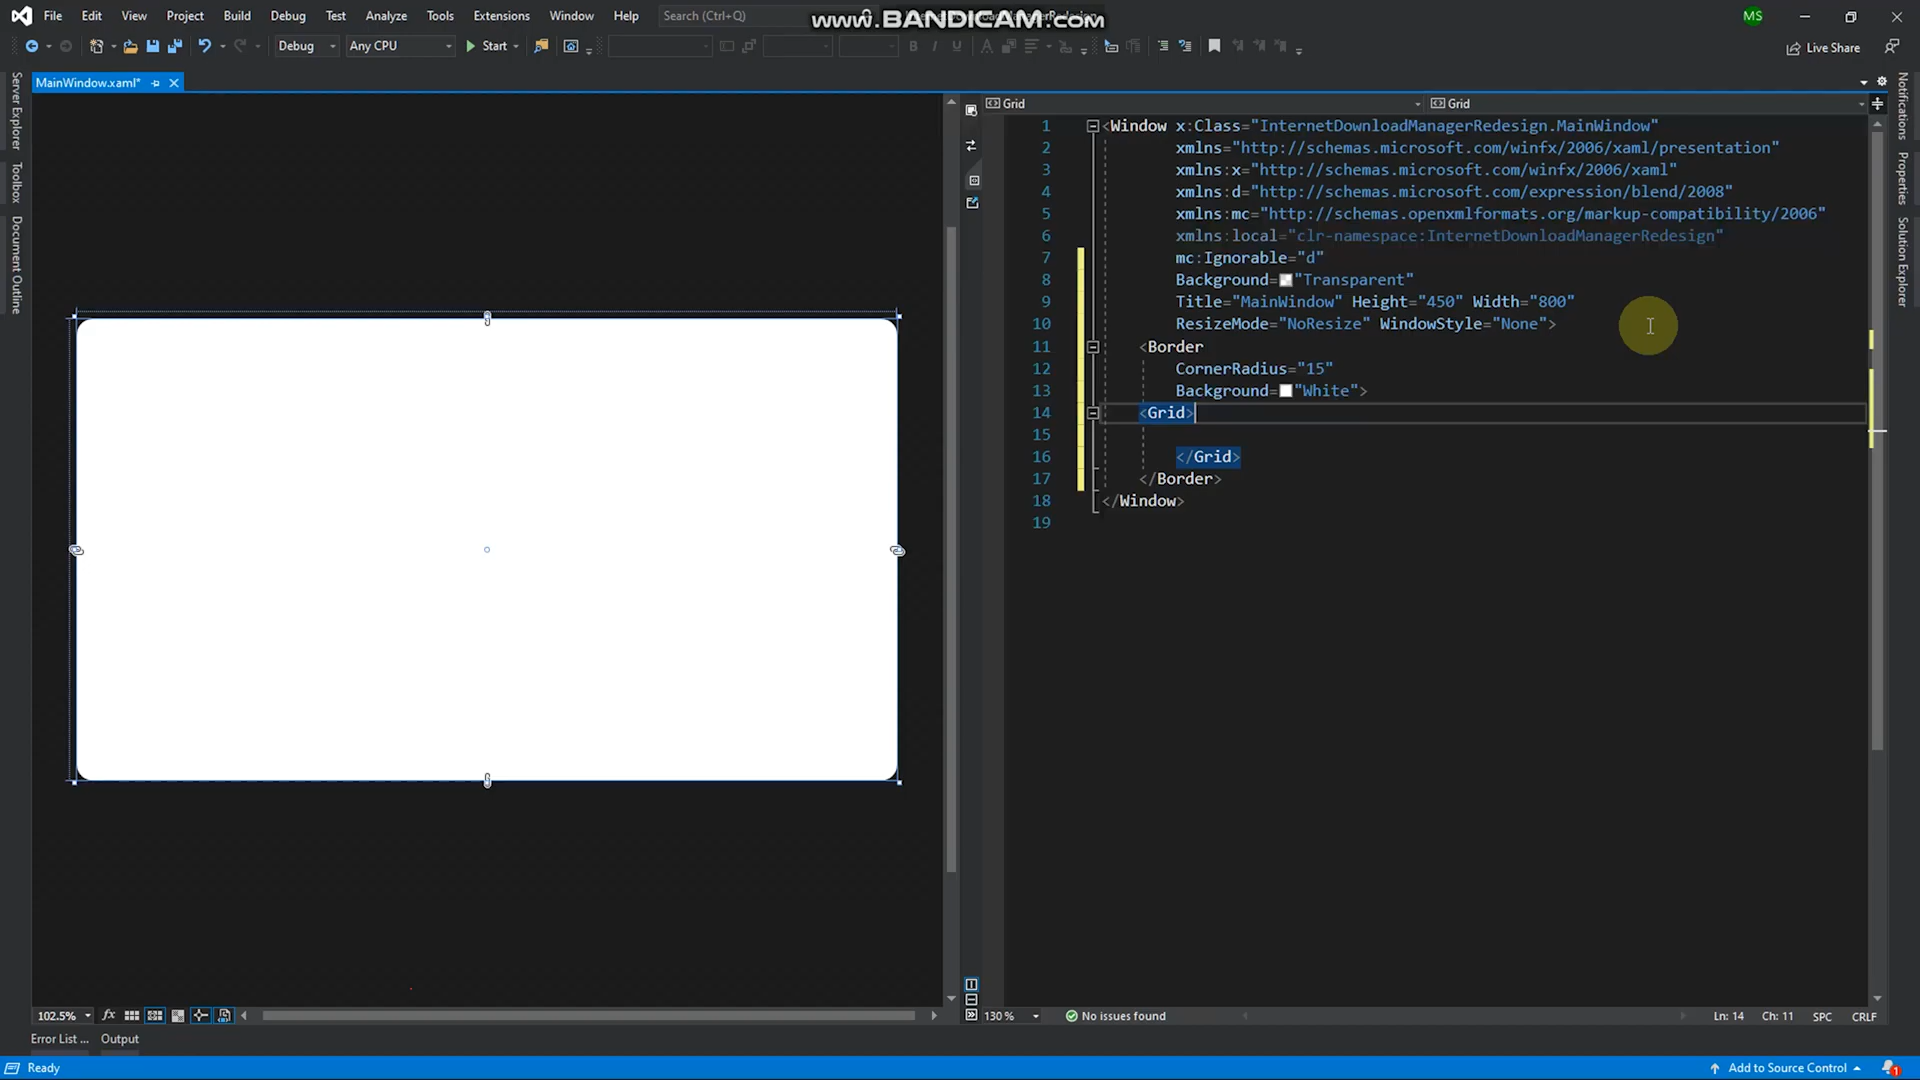 File Edit View Project Build Debug Test Analyze Tools Extensions Window Help Search (Ctrl+Q) MS
www.BANDICAM.com
Debug Any CPU Start Live Share
MainWindow.xaml*
Server Explorer
Toolbox
Document Outline
Grid Grid
Notifications
Properties
Solution Explorer
1 <Window x:Class="InternetDownloadManagerRedesign.MainWindow"
2 xmlns="http://schemas.microsoft.com/winfx/2006/xaml/presentation"
3 xmlns:x="http://schemas.microsoft.com/winfx/2006/xaml"
4 xmlns:d="http://schemas.microsoft.com/expression/blend/2008"
5 xmlns:mc="http://schemas.openxmlformats.org/markup-compatibility/2006"
6 xmlns:local="clr-namespace:InternetDownloadManagerRedesign"
7 mc:Ignorable="d"
8 Background="Transparent"
9 Title="MainWindow" Height="450" Width="800"
10 ResizeMode="NoResize" WindowStyle="None">
11 <Border
12 CornerRadius="15"
13 Background="White">
14 <Grid>
15
16 </Grid>
17 </Border>
18 </Window>
19
102.5% fx 130 % No issues found Ln: 14 Ch: 11 SPC CRLF
Error List ... Output
Ready Add to Source Control 1